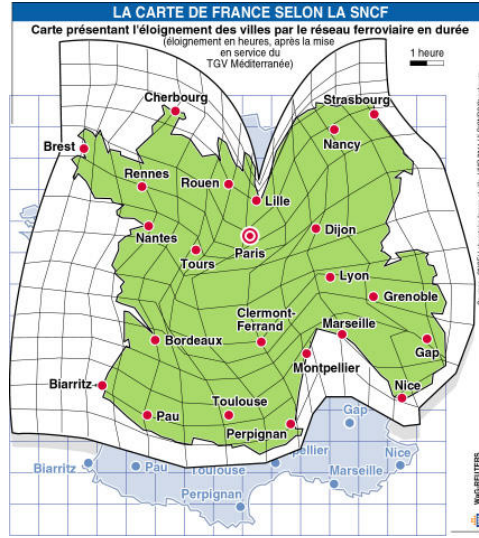 LA CARTE DE FRANCE SELON LA SNCF
Carte présentant l'éloignement des villes par le réseau ferroviaire en durée
(éloignement en heures, après la mise
en service du
TGV Méditerranée)
1 heure
Cherbourg
Strasbourg
Brest
Nancy
Rennes
Rouen
Lille
Nantes
Dijon
Tours
Paris
Lyon
Grenoble
Clermont-
Ferrand
Marseille
Bordeaux
Gap
Montpellier
Biarritz
Nice
Pau
Toulouse
Gap
Perpignan
Biarritz
Pau
Toulouse
pellier
Nice
Marseille
Perpignan
REUTERS